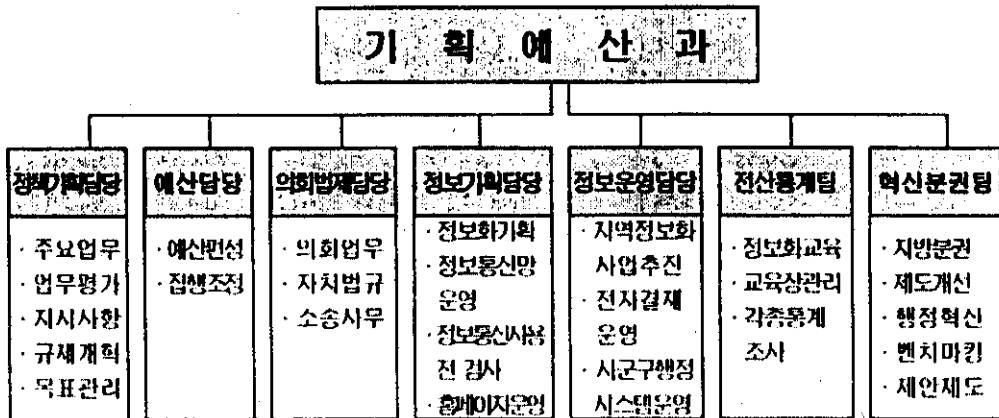 기 획 예 산 과
정책기획담당
· 주요업무
· 업무평가
· 지시사항
· 규제개혁
· 목표관리
예산담당
· 예산편성
· 집행조정
의회법제담당
· 의회업무
· 자치법규
· 소송사무
정보기획담당
· 정보화기획
· 정보통신망
운영
· 정보통신사용
전 검사
· 홈페이지운영
정보운영담당
· 지역정보화
사업추진
· 전자결재
운영
· 시군구행정
시스템운영
전산통계팀
· 정보화교육
· 교육장관리
· 각종통계
조사
혁신분권팀
· 지방분권
· 제도개선
· 행정혁신
· 벤치마킹
· 제안제도